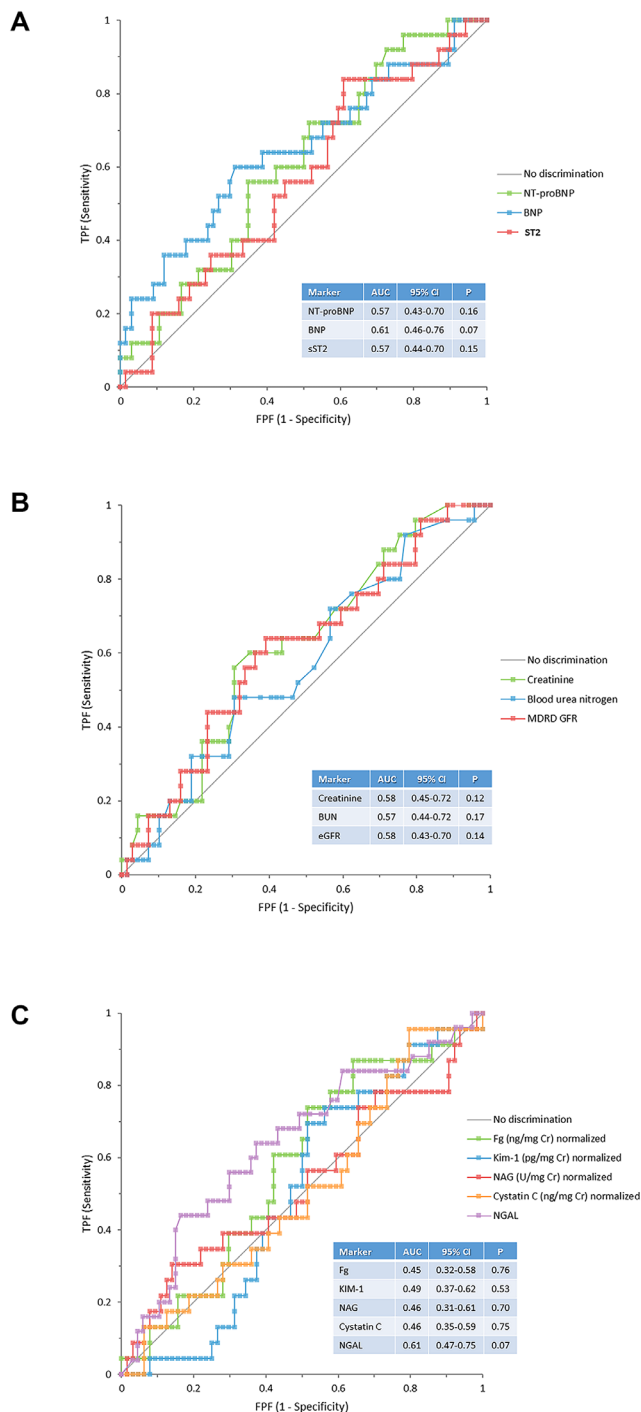 A
1
0.8
0.6
0.4
0.2
0
TPF (Sensitivity)
0 0.2 0.4 0.6 0.8 1
FPF (1 - Specificity)
No discrimination
NT-proBNP
BNP
ST2
Marker AUC 95% CI P
NT-proBNP 0.57 0.43-0.70 0.16
BNP 0.61 0.46-0.76 0.07
sST2 0.57 0.44-0.70 0.15
B
1
0.8
0.6
0.4
0.2
0
TPF (Sensitivity)
0 0.2 0.4 0.6 0.8 1
FPF (1 - Specificity)
No discrimination
Creatinine
Blood urea nitrogen
MDRD GFR
Marker AUC 95% CI P
Creatinine 0.58 0.45-0.72 0.12
BUN 0.57 0.44-0.72 0.17
eGFR 0.58 0.43-0.70 0.14
C
1
0.8
0.6
0.4
0.2
0
TPF (Sensitivity)
0 0.2 0.4 0.6 0.8 1
FPF (1 - Specificity)
No discrimination
Fg (ng/mg Cr) normalized
Kim-1 (pg/mg Cr) normalized
NAG (U/mg Cr) normalized
Cystatin C (ng/mg Cr) normalized
NGAL
Marker AUC 95% CI P
Fg 0.45 0.32-0.58 0.76
KIM-1 0.49 0.37-0.62 0.53
NAG 0.46 0.31-0.61 0.70
Cystatin C 0.46 0.35-0.59 0.75
NGAL 0.61 0.47-0.75 0.07